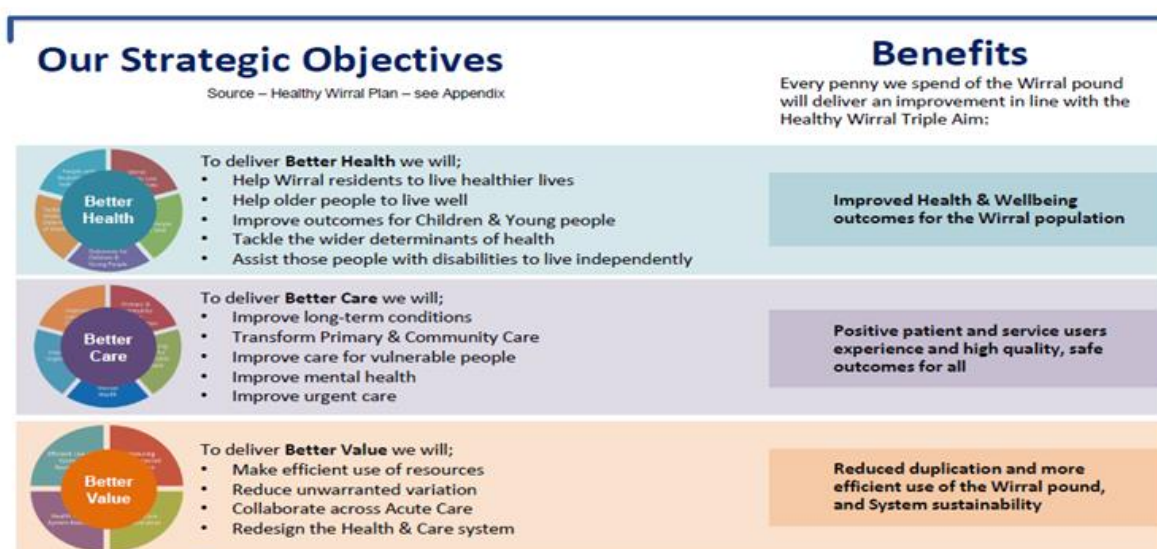 Our Strategic Objectives
Source – Healthy Wirral Plan – see Appendix
Benefits
Every penny we spend of the Wirral pound
will deliver an improvement in line with the
Healthy Wirral Triple Aim:
Better
Health
To deliver Better Health we will;
• Help Wirral residents to live healthier lives
• Help older people to live well
• Improve outcomes for Children & Young people
• Tackle the wider determinants of health
• Assist those people with disabilities to live independently
Improved Health & Wellbeing
outcomes for the Wirral population
Better
Care
To deliver Better Care we will;
• Improve long-term conditions
• Transform Primary & Community Care
• Improve care for vulnerable people
• Improve mental health
• Improve urgent care
Positive patient and service users
experience and high quality, safe
outcomes for all
Better
Value
To deliver Better Value we will;
• Make efficient use of resources
• Reduce unwarranted variation
• Collaborate across Acute Care
• Redesign the Health & Care system
Reduced duplication and more
efficient use of the Wirral pound,
and System sustainability